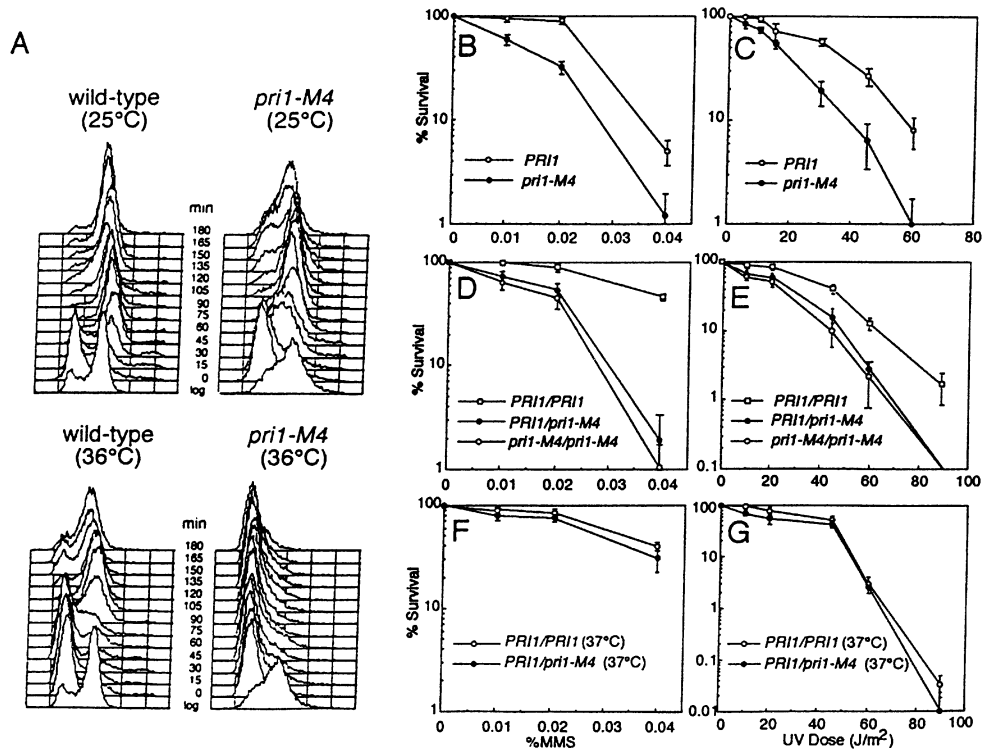 A
wild-type
(25°C)
pri1-M4
(25°C)
min
180
165
150
135
120
105
90
75
60
45
30
15
0
log
wild-type
(36°C)
pri1-M4
(36°C)
min
180
165
150
135
120
105
90
75
60
45
30
15
0
log
B
% Survival
100
10
1
PRI1
pri1-M4
0 0.01 0.02 0.03 0.04
C
100
10
1
PRI1
pri1-M4
0 20 40 60 80
D
% Survival
100
10
1
PRI1/PRI1
PRI1/pri1-M4
pri1-M4/pri1-M4
0 0.01 0.02 0.03 0.04
E
100
10
1
0.1
PRI1/PRI1
PRI1/pri1-M4
pri1-M4/pri1-M4
0 20 40 60 80 100
F
% Survival
100
10
1
PRI1/PRI1 (37°C)
PRI1/pri1-M4 (37°C)
0 0.01 0.02 0.03 0.04
%MMS
G
100
10
1
0.1
0.01
PRI1/PRI1 (37°C)
PRI1/pri1-M4 (37°C)
0 20 40 60 80 100
UV Dose (J/m²)